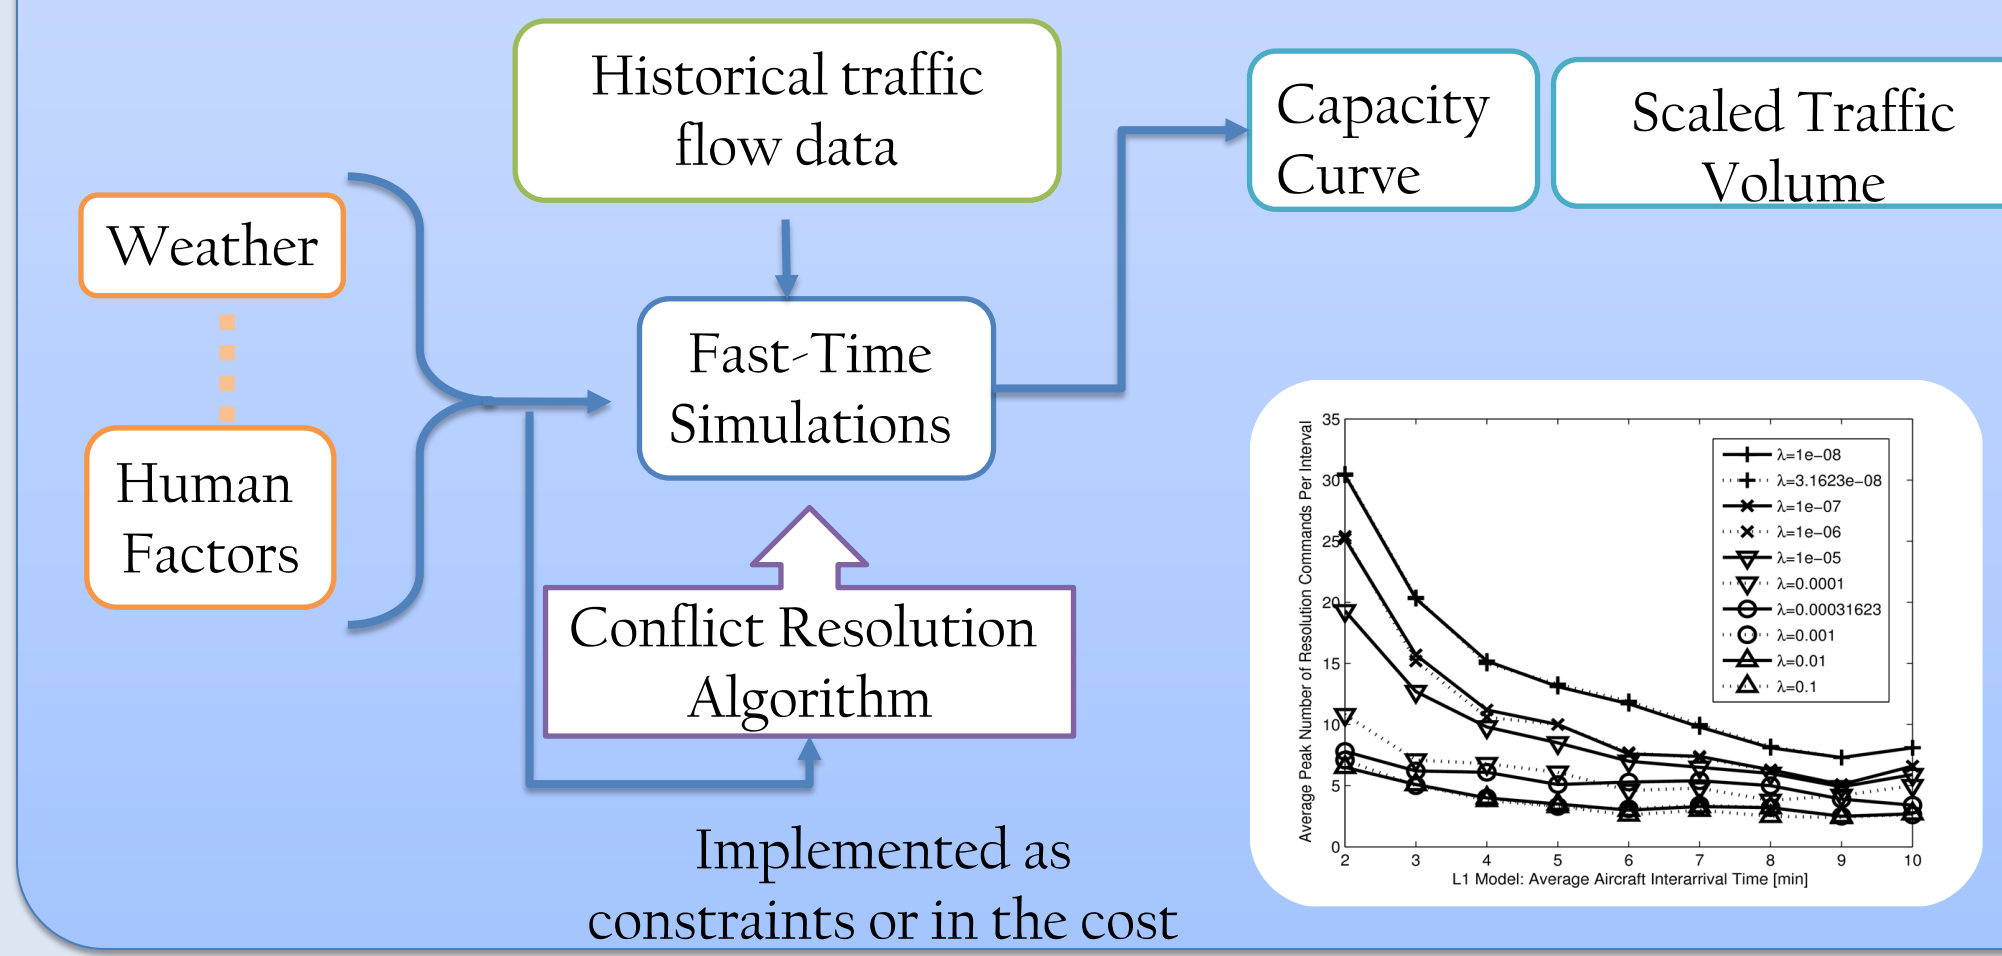 Historical traffic
flow data
Capacity
Curve
Scaled Traffic
Volume
Weather
Human
Factors
Fast-Time
Simulations
Conflict Resolution
Algorithm
Implemented as
constraints or in the cost
Average Peak Number of Resolution Commands Per Interval
35
30
25
20
15
10
5
0
2 3 4 5 6 7 8 9 10
L1 Model: Average Aircraft Interarrival Time [min]
λ=1e−08
λ=3.1623e−08
λ=1e−07
λ=1e−06
λ=1e−05
λ=0.0001
λ=0.00031623
λ=0.001
λ=0.01
λ=0.1